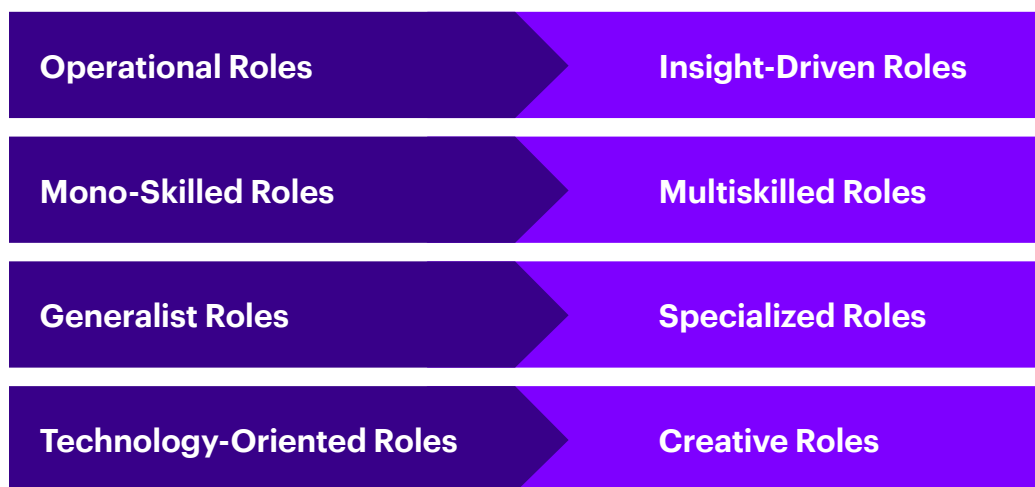 Operational Roles
Insight-Driven Roles
Mono-Skilled Roles
Multiskilled Roles
Generalist Roles
Specialized Roles
Technology-Oriented Roles
Creative Roles